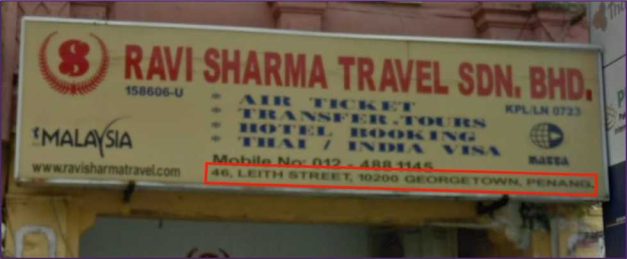 RAVI SHARMA TRAVEL SDN. BHD.
158606-U
KPL/LN 0723
* AIR TICKET
* TRANSFER, TOURS
* HOTEL BOOKING
* THAI / INDIA VISA
MALAYSIA
MATTA
www.ravisharmatravel.com
Mobile No: 012 - 488 1145
46, LEITH STREET, 10200 GEORGETOWN, PENANG.